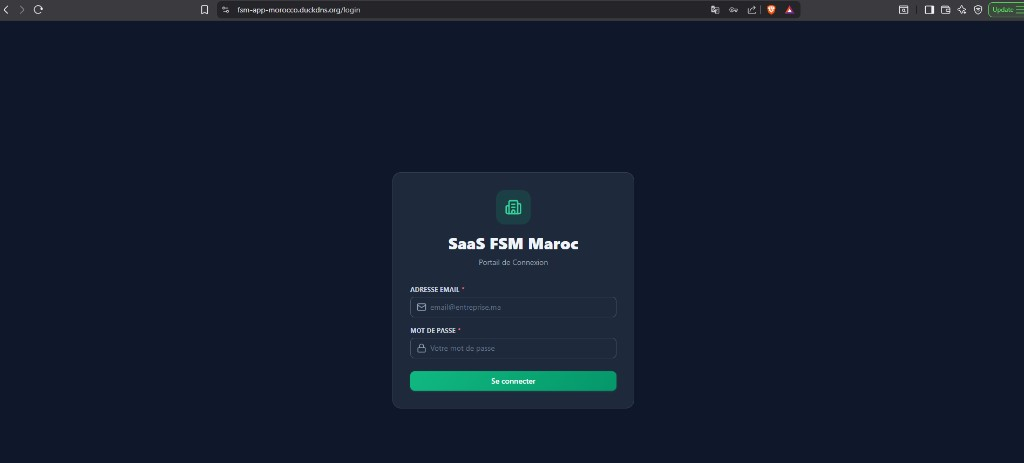 fsm-app-morocco.duckdns.org/login
Update
SaaS FSM Maroc
Portail de Connexion
ADRESSE EMAIL *
email@entreprise.ma
MOT DE PASSE *
Votre mot de passe
Se connecter